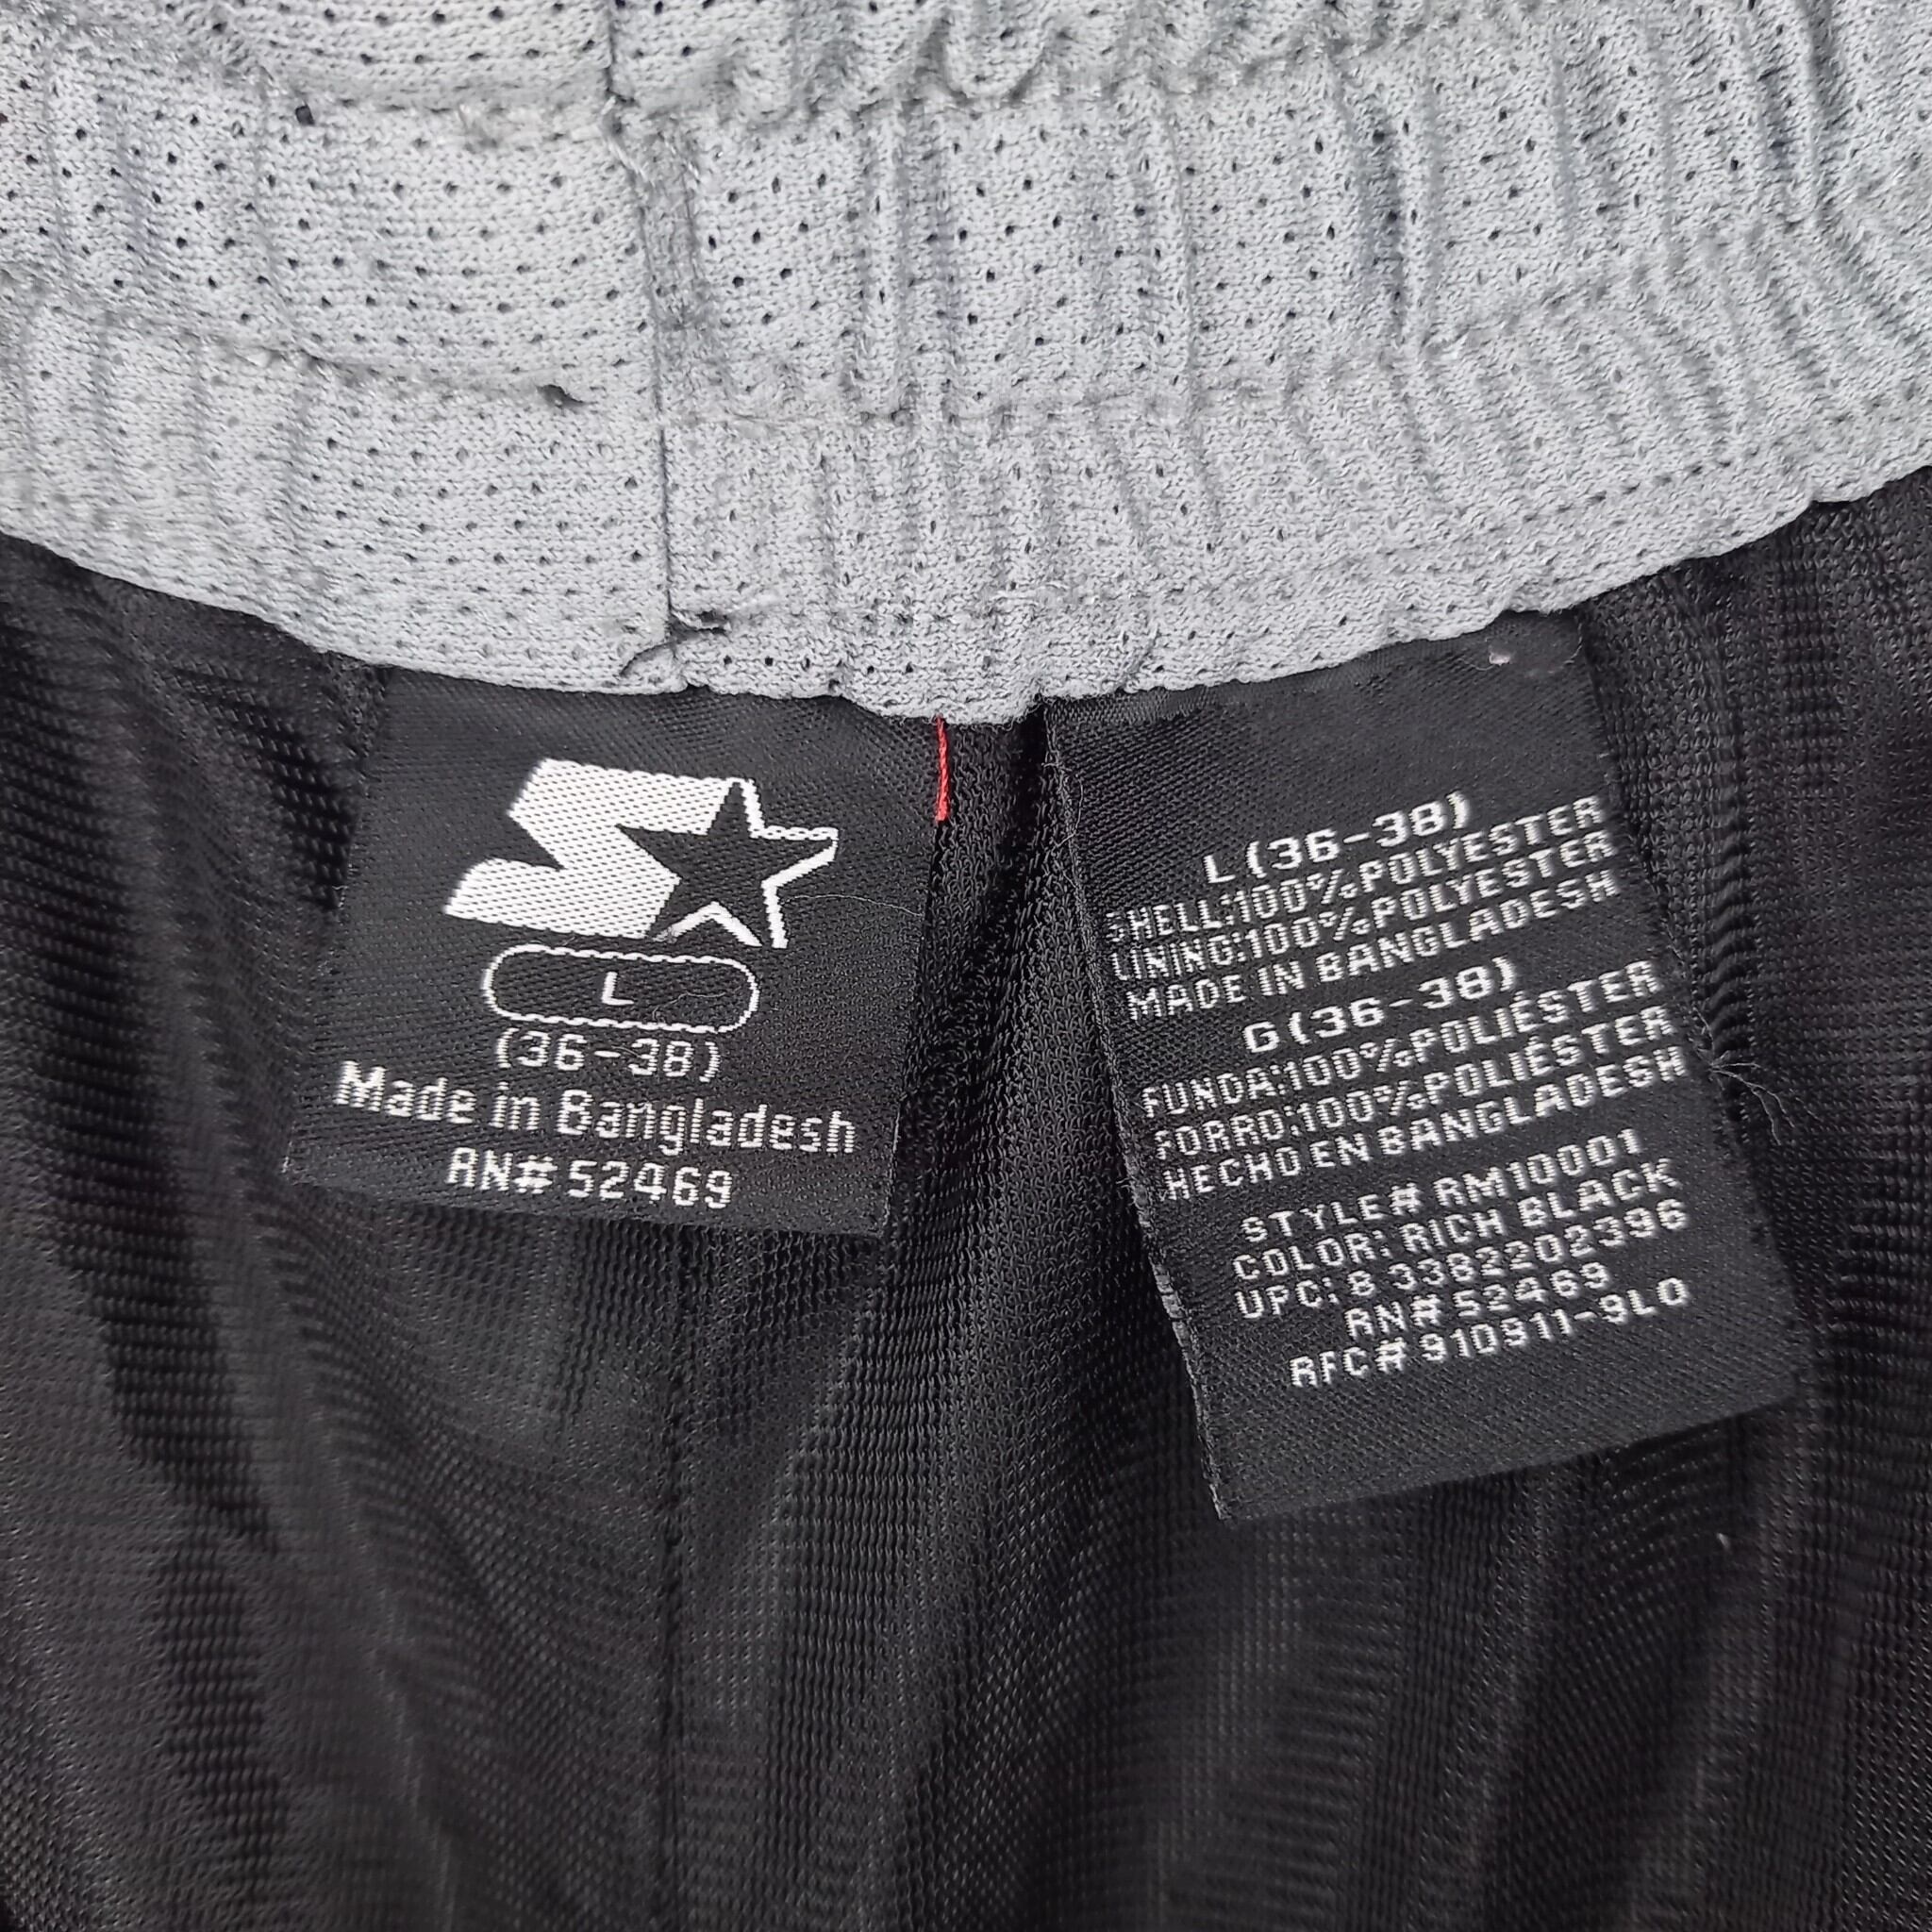 L
(36-38)
Made in Bangladesh
RN# 52469
L (36-38)
SHELL:100% POLYESTER
LINING:100% POLYESTER
MADE IN BANGLADESH
G (36-38)
FUNDA:100% POLIÉSTER
FORRO:100% POLIÉSTER
HECHO EN BANGLADESH
STYLE# RM10001
COLOR: RICH BLACK
UPC: 8 3382202396
RN# 52469
RFC# 910911-9L0